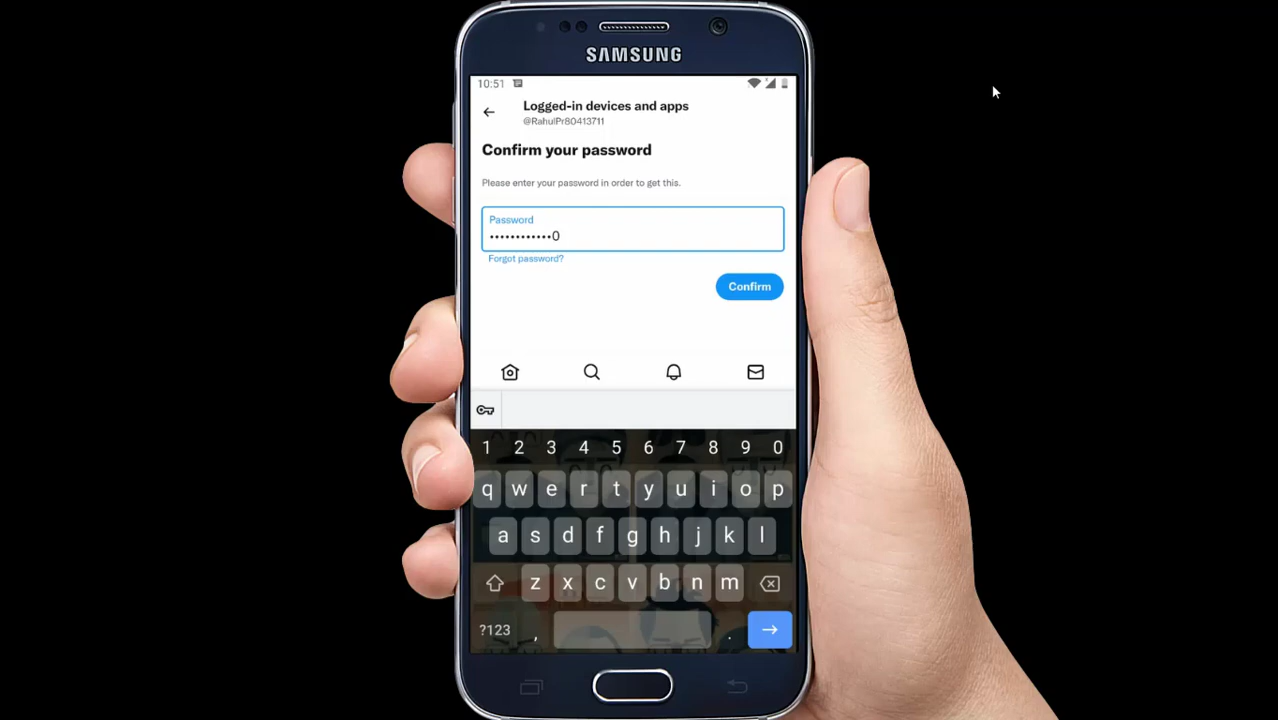 SAMSUNG
10:51
Logged-in devices and apps
@RahulPr80413711
Confirm your password
Please enter your password in order to get this.
Password
••••••••••••0
Forgot password?
Confirm
1 2 3 4 5 6 7 8 9 0
q w e r t y u i o p
a s d f g h j k l
z x c v b n m
?123 , .